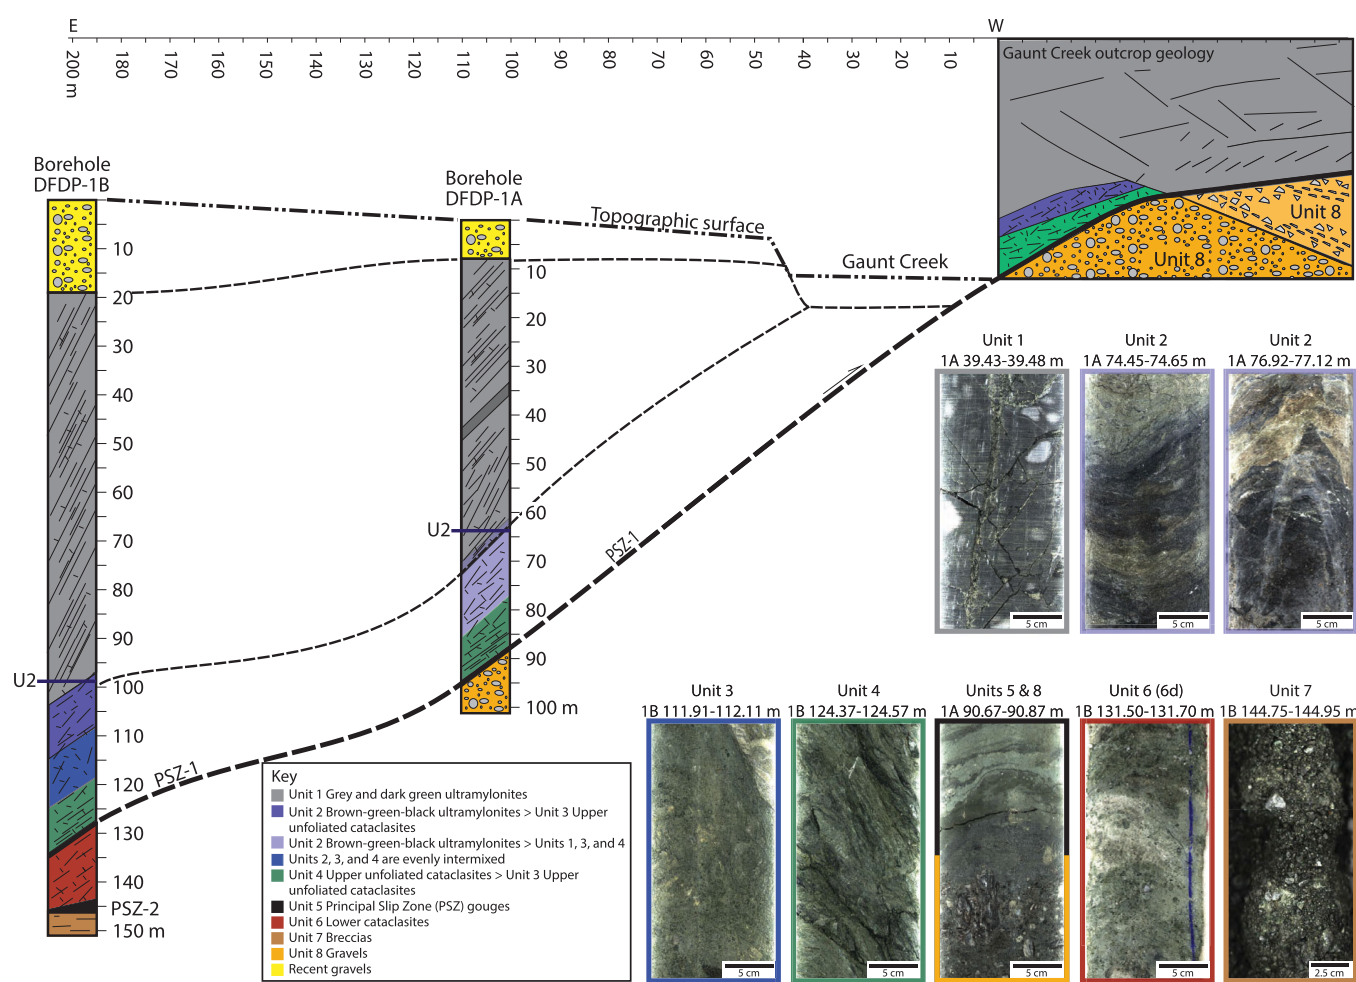 E
W
200 m
180
170
160
150
140
130
120
110
100
90
80
70
60
50
40
30
20
10
Gaunt Creek outcrop geology
Unit 8
Unit 8
Borehole
DFDP-1B
Borehole
DFDP-1A
Topographic surface
Gaunt Creek
10
20
30
40
50
60
70
80
90
100
110
120
130
140
PSZ-2
150 m
U2
10
20
30
40
50
60
70
80
90
100 m
U2
PSZ-1
PSZ-1
Unit 1
1A 39.43-39.48 m
5 cm
Unit 2
1A 74.45-74.65 m
5 cm
Unit 2
1A 76.92-77.12 m
5 cm
Unit 3
1B 111.91-112.11 m
5 cm
Unit 4
1B 124.37-124.57 m
5 cm
Units 5 & 8
1A 90.67-90.87 m
5 cm
Unit 6 (6d)
1B 131.50-131.70 m
5 cm
Unit 7
1B 144.75-144.95 m
2.5 cm
Key
Unit 1 Grey and dark green ultramylonites
Unit 2 Brown-green-black ultramylonites > Unit 3 Upper
unfoliated cataclasites
Unit 2 Brown-green-black ultramylonites > Units 1, 3, and 4
Units 2, 3, and 4 are evenly intermixed
Unit 4 Upper unfoliated cataclasites > Unit 3 Upper
unfoliated cataclasites
Unit 5 Principal Slip Zone (PSZ) gouges
Unit 6 Lower cataclasites
Unit 7 Breccias
Unit 8 Gravels
Recent gravels